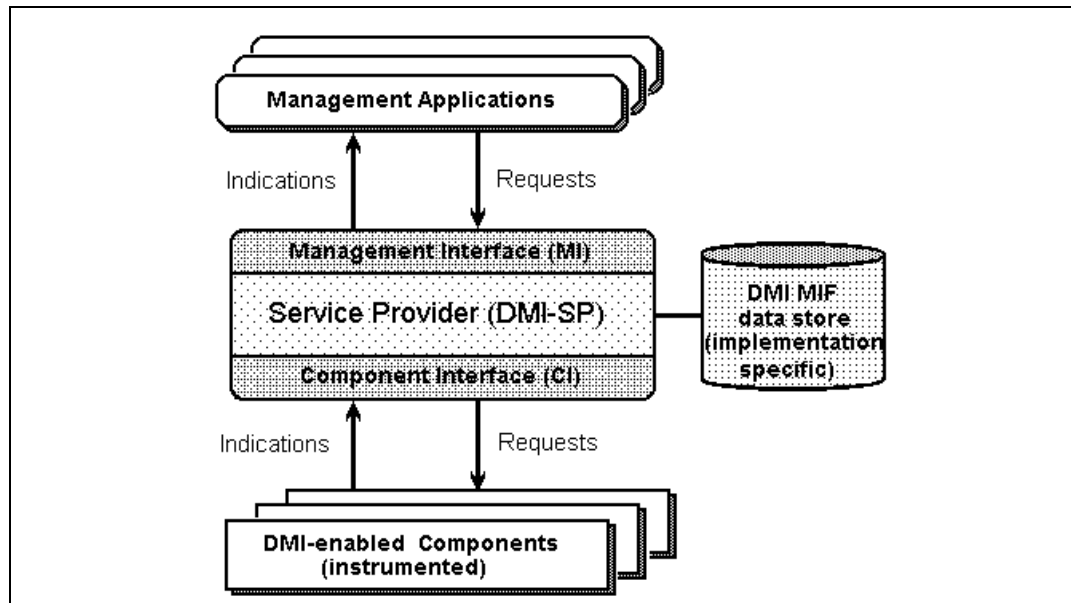 Management Applications
Indications
Requests
Management Interface (MI)
Service Provider (DMI-SP)
Component Interface (CI)
DMI MIF
data store
(implementation
specific)
Indications
Requests
DMI-enabled Components
(instrumented)